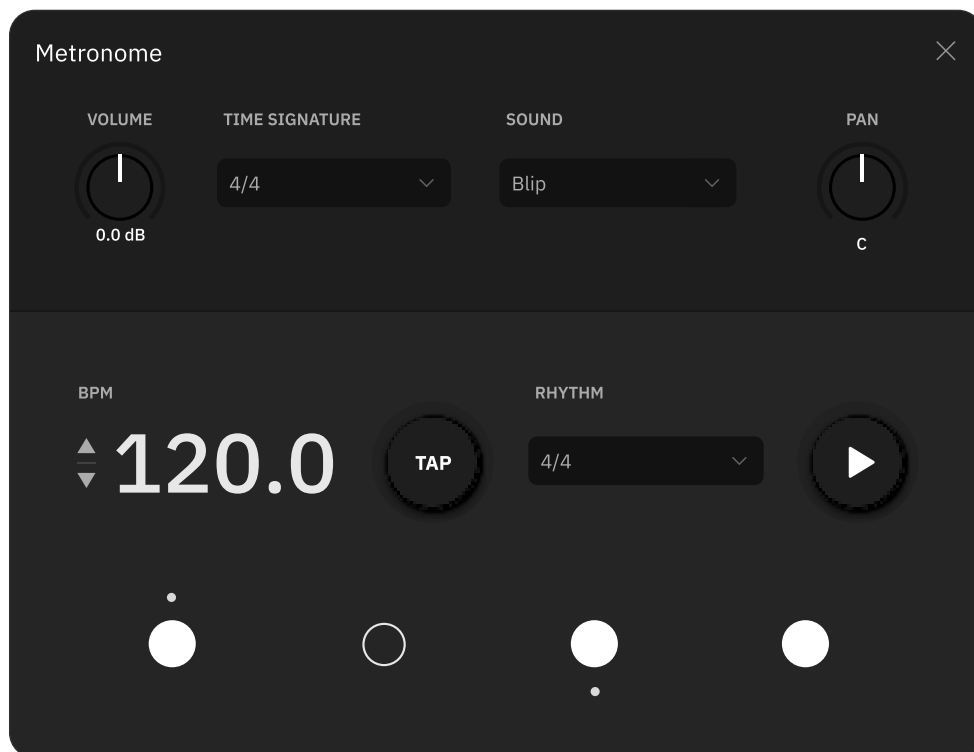 Metronome
VOLUME TIME SIGNATURE SOUND PAN
4/4 Blip
0.0 dB C
BPM RHYTHM
120.0 TAP 4/4